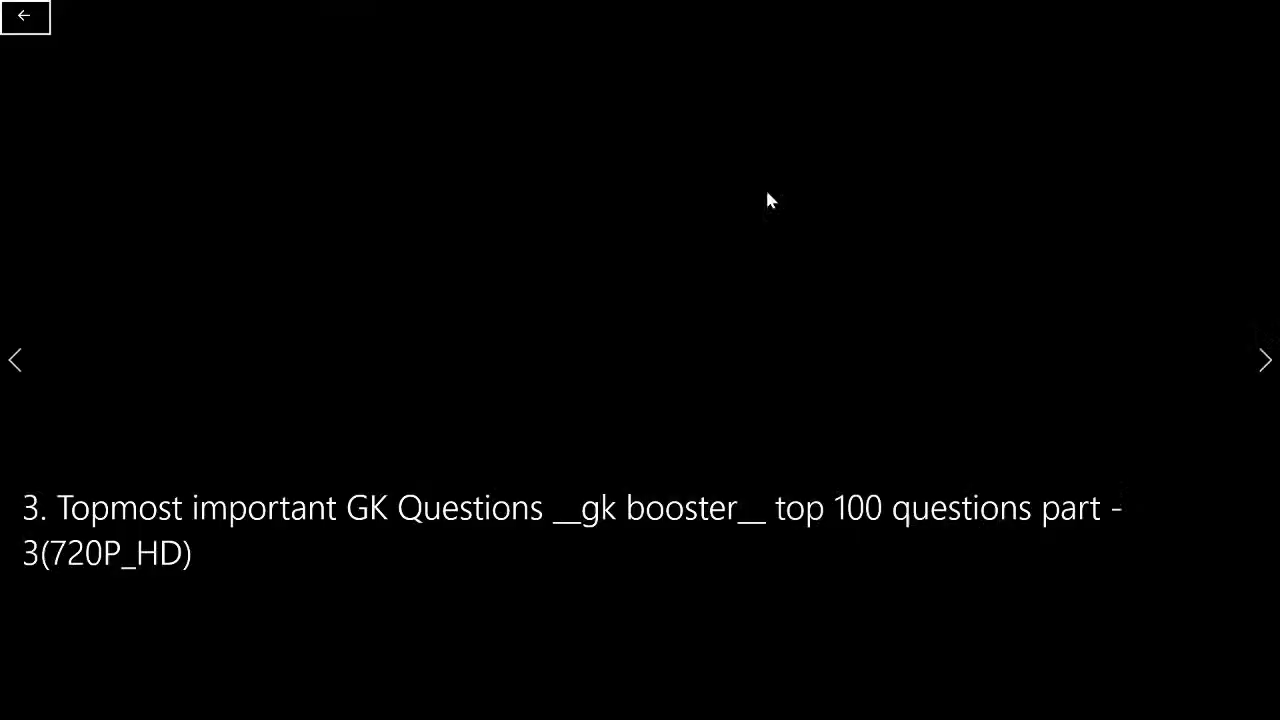 3. Topmost important GK Questions __gk booster__ top 100 questions part -
3(720P_HD)